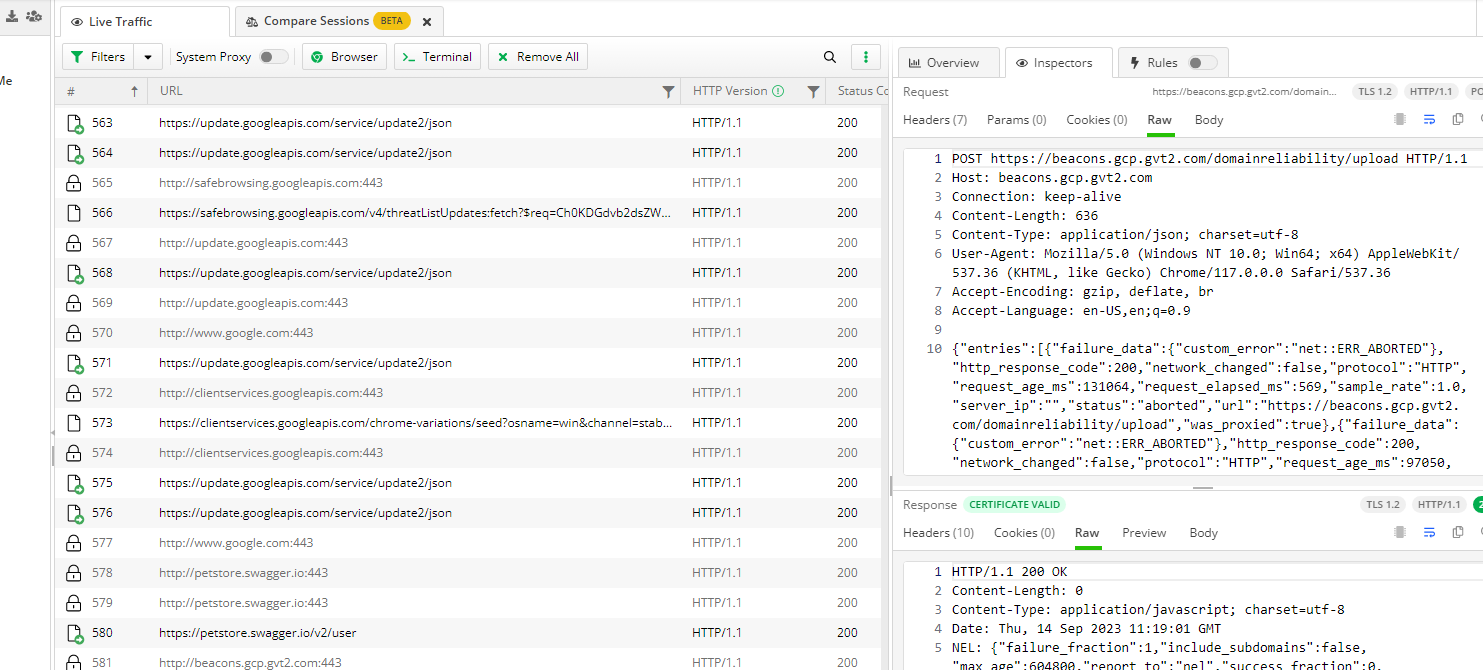 Me
Live Traffic
Compare Sessions BETA
Filters
System Proxy
Browser
Terminal
Remove All
# URL HTTP Version Status Co
563 https://update.googleapis.com/service/update2/json HTTP/1.1 200
564 https://update.googleapis.com/service/update2/json HTTP/1.1 200
565 http://safebrowsing.googleapis.com:443 HTTP/1.1 200
566 https://safebrowsing.googleapis.com/v4/threatListUpdates:fetch?$req=Ch0KDGdvb2dsZW... HTTP/1.1 200
567 http://update.googleapis.com:443 HTTP/1.1 200
568 https://update.googleapis.com/service/update2/json HTTP/1.1 200
569 http://update.googleapis.com:443 HTTP/1.1 200
570 http://www.google.com:443 HTTP/1.1 200
571 https://update.googleapis.com/service/update2/json HTTP/1.1 200
572 http://clientservices.googleapis.com:443 HTTP/1.1 200
573 https://clientservices.googleapis.com/chrome-variations/seed?osname=win&channel=stab... HTTP/1.1 200
574 http://clientservices.googleapis.com:443 HTTP/1.1 200
575 https://update.googleapis.com/service/update2/json HTTP/1.1 200
576 https://update.googleapis.com/service/update2/json HTTP/1.1 200
577 http://www.google.com:443 HTTP/1.1 200
578 http://petstore.swagger.io:443 HTTP/1.1 200
579 http://petstore.swagger.io:443 HTTP/1.1 200
580 https://petstore.swagger.io/v2/user HTTP/1.1 200
581 http://beacons.gcp.gvt2.com:443 HTTP/1.1 200
Overview
Inspectors
Rules
Request https://beacons.gcp.gvt2.com/domain... TLS 1.2 HTTP/1.1 PO
Headers (7) Params (0) Cookies (0) Raw Body
1 POST https://beacons.gcp.gvt2.com/domainreliability/upload HTTP/1.1
2 Host: beacons.gcp.gvt2.com
3 Connection: keep-alive
4 Content-Length: 636
5 Content-Type: application/json; charset=utf-8
6 User-Agent: Mozilla/5.0 (Windows NT 10.0; Win64; x64) AppleWebKit/
537.36 (KHTML, like Gecko) Chrome/117.0.0.0 Safari/537.36
7 Accept-Encoding: gzip, deflate, br
8 Accept-Language: en-US,en;q=0.9
9
10 {"entries":[{"failure_data":{"custom_error":"net::ERR_ABORTED"},
"http_response_code":200,"network_changed":false,"protocol":"HTTP",
"request_age_ms":131064,"request_elapsed_ms":569,"sample_rate":1.0,
"server_ip":"","status":"aborted","url":"https://beacons.gcp.gvt2.
com/domainreliability/upload","was_proxied":true},{"failure_data":
{"custom_error":"net::ERR_ABORTED"},"http_response_code":200,
"network_changed":false,"protocol":"HTTP","request_age_ms":97050,
Response CERTIFICATE VALID TLS 1.2 HTTP/1.1 2
Headers (10) Cookies (0) Raw Preview Body
1 HTTP/1.1 200 OK
2 Content-Length: 0
3 Content-Type: application/javascript; charset=utf-8
4 Date: Thu, 14 Sep 2023 11:19:01 GMT
5 NEL: {"failure_fraction":1,"include_subdomains":false,
"max_age":604800,"report_to":"nel","success_fraction":0,